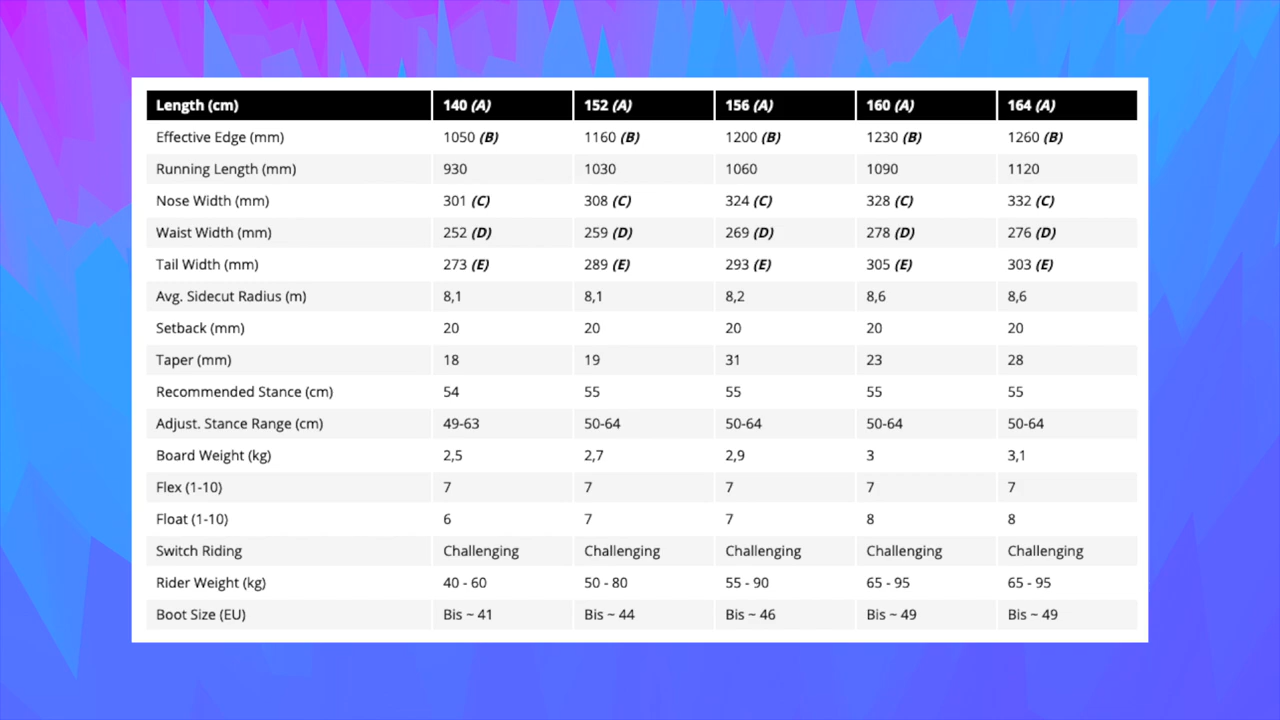 Length (cm) 140 (A) 152 (A) 156 (A) 160 (A) 164 (A)
Effective Edge (mm) 1050 (B) 1160 (B) 1200 (B) 1230 (B) 1260 (B)
Running Length (mm) 930 1030 1060 1090 1120
Nose Width (mm) 301 (C) 308 (C) 324 (C) 328 (C) 332 (C)
Waist Width (mm) 252 (D) 259 (D) 269 (D) 278 (D) 276 (D)
Tail Width (mm) 273 (E) 289 (E) 293 (E) 305 (E) 303 (E)
Avg. Sidecut Radius (m) 8,1 8,1 8,2 8,6 8,6
Setback (mm) 20 20 20 20 20
Taper (mm) 18 19 31 23 28
Recommended Stance (cm) 54 55 55 55 55
Adjust. Stance Range (cm) 49-63 50-64 50-64 50-64 50-64
Board Weight (kg) 2,5 2,7 2,9 3 3,1
Flex (1-10) 7 7 7 7 7
Float (1-10) 6 7 7 8 8
Switch Riding Challenging Challenging Challenging Challenging Challenging
Rider Weight (kg) 40 - 60 50 - 80 55 - 90 65 - 95 65 - 95
Boot Size (EU) Bis ~ 41 Bis ~ 44 Bis ~ 46 Bis ~ 49 Bis ~ 49